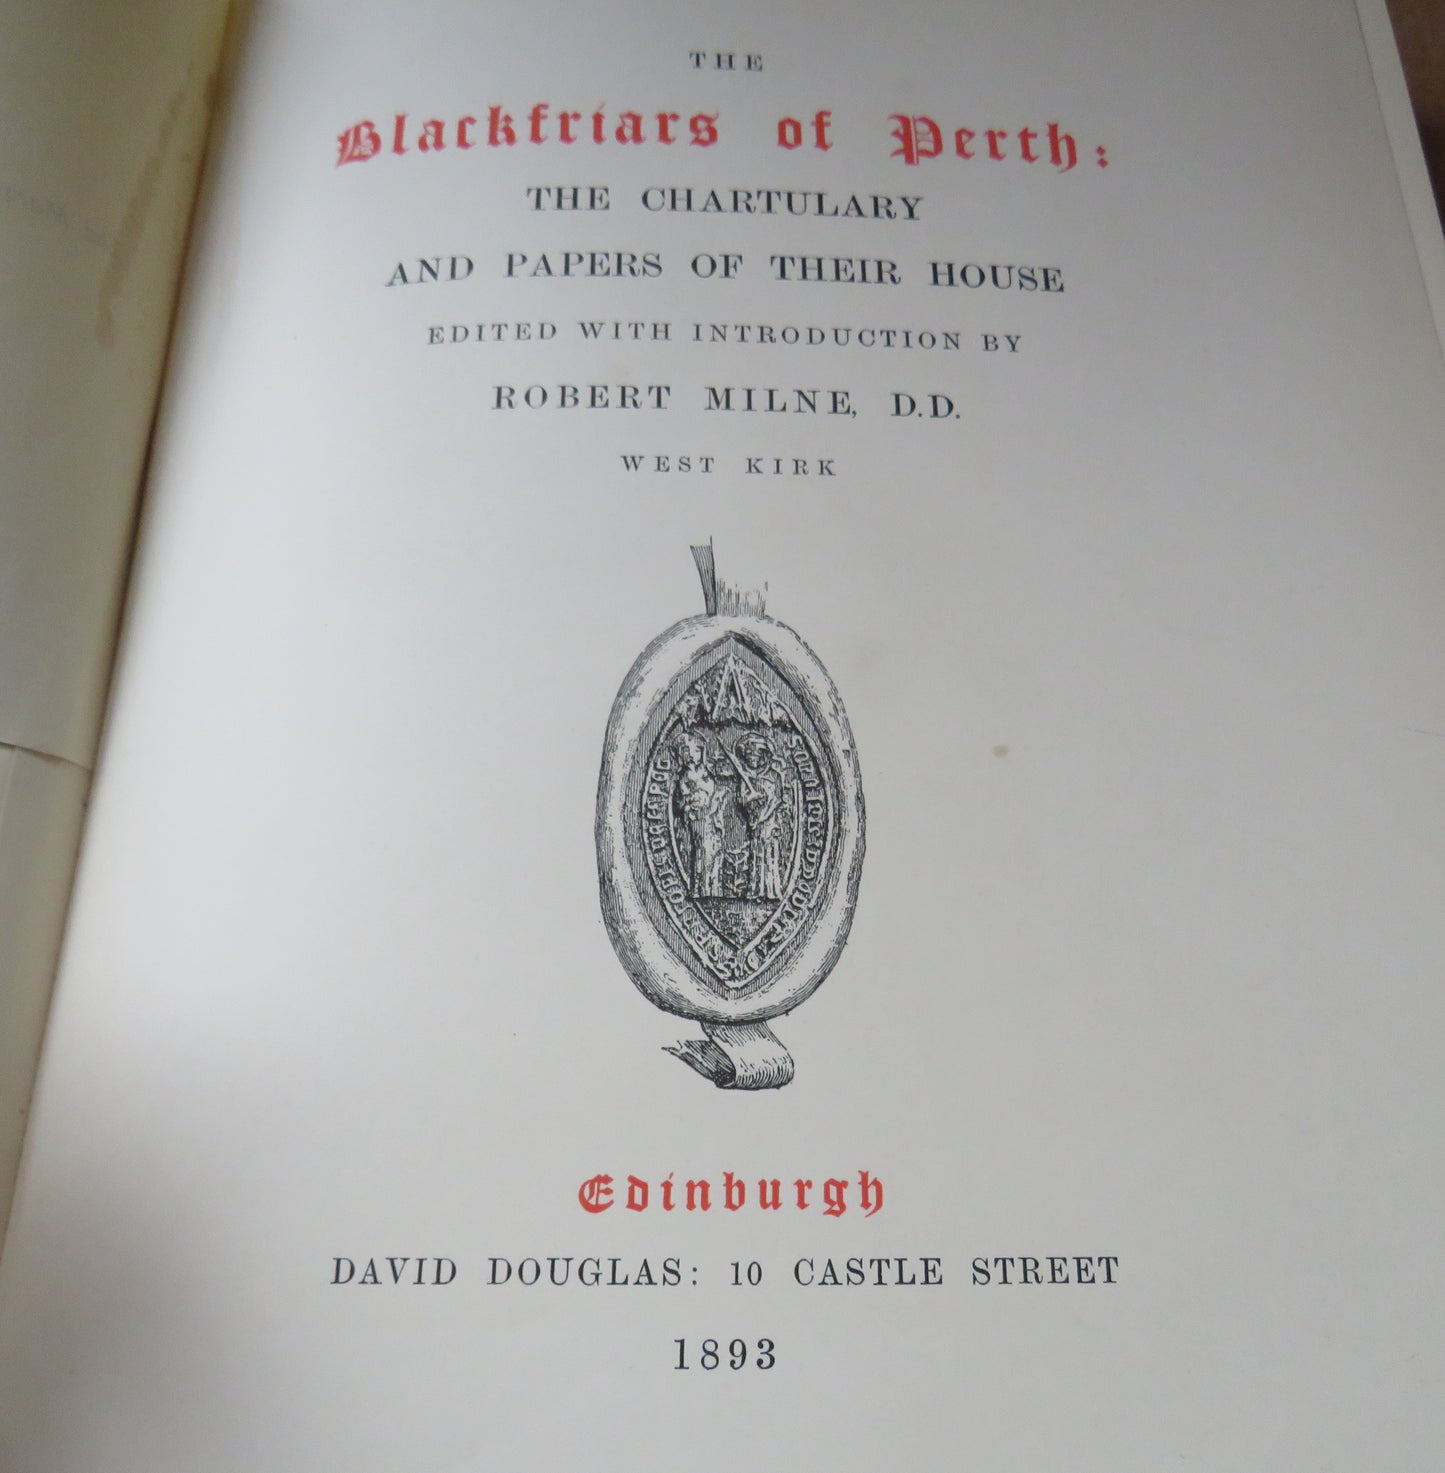 THE
Blackfriars of Perth:
THE CHARTULARY
AND PAPERS OF THEIR HOUSE
EDITED WITH INTRODUCTION BY
ROBERT MILNE, D.D.
WEST KIRK
Edinburgh
DAVID DOUGLAS: 10 CASTLE STREET
1893